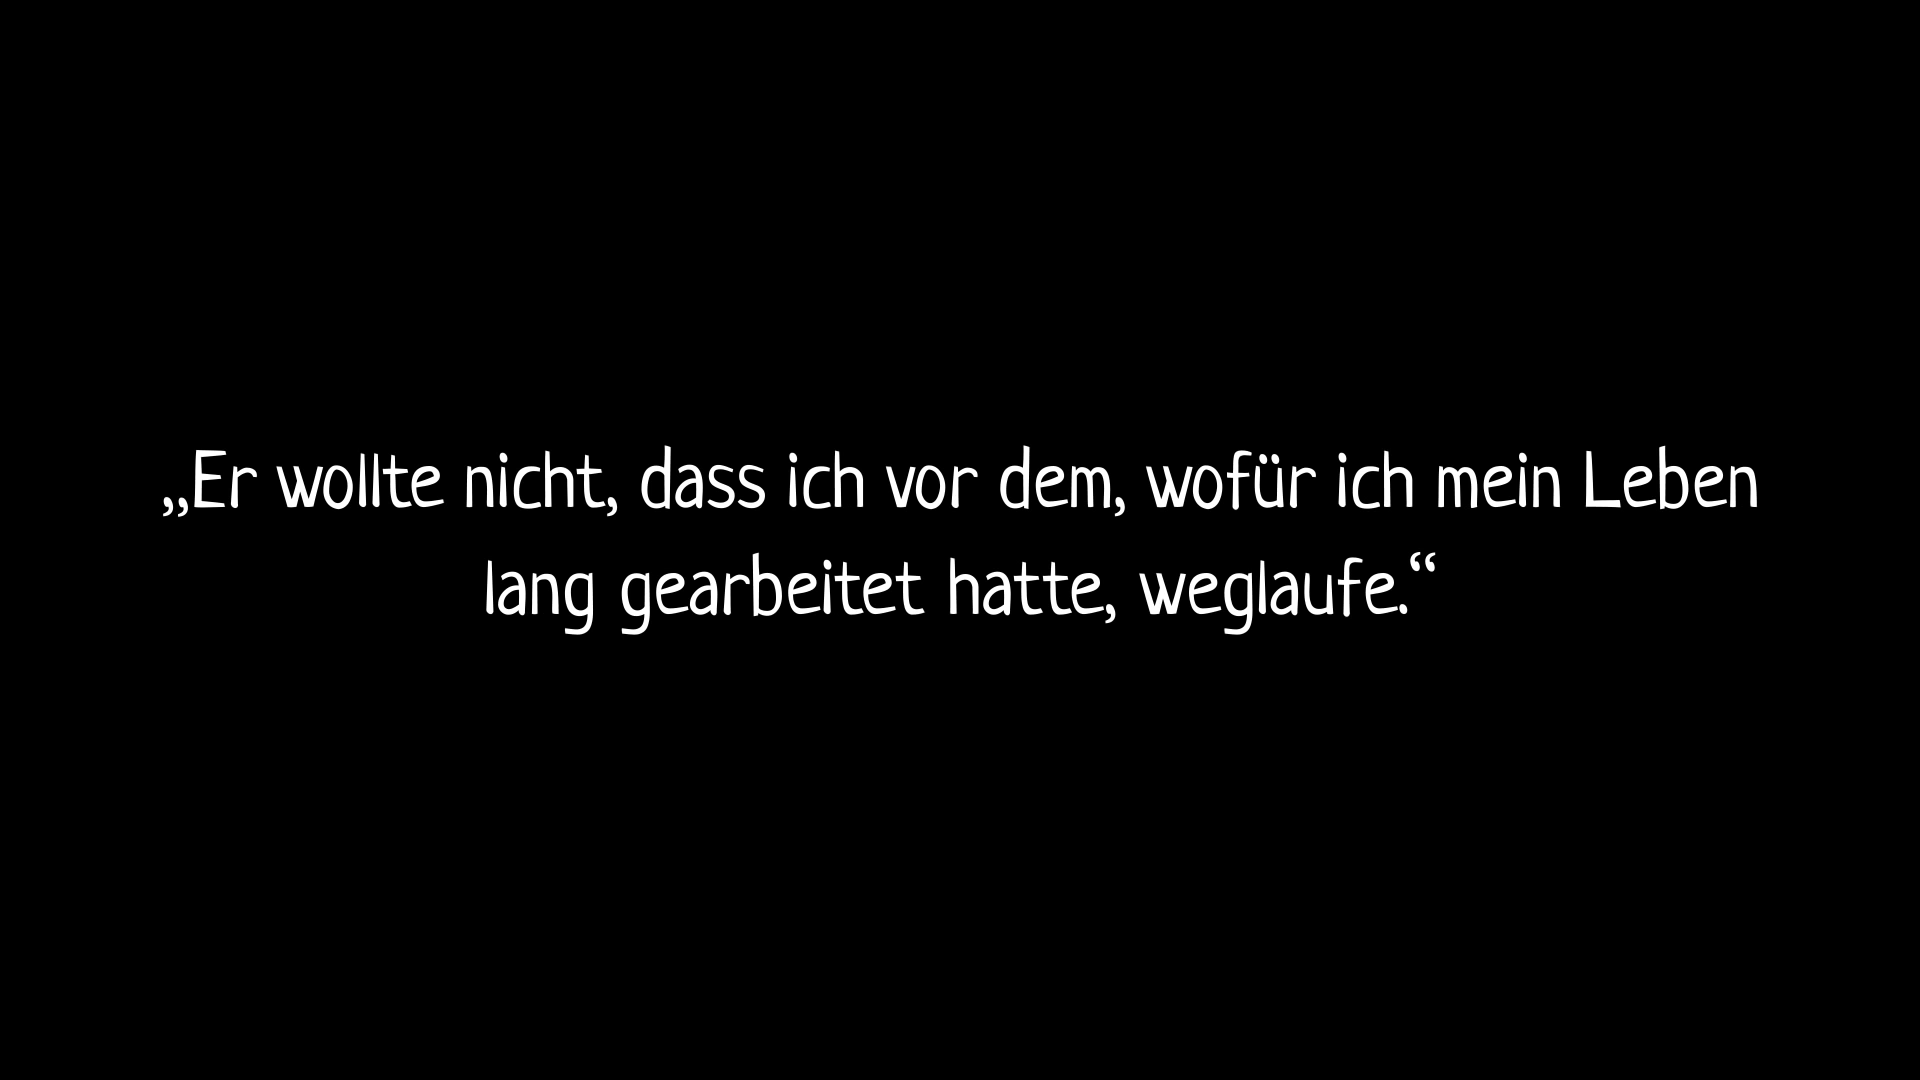 „Er wollte nicht, dass ich vor dem, wofür ich mein Leben
lang gearbeitet hatte, weglaufe.“